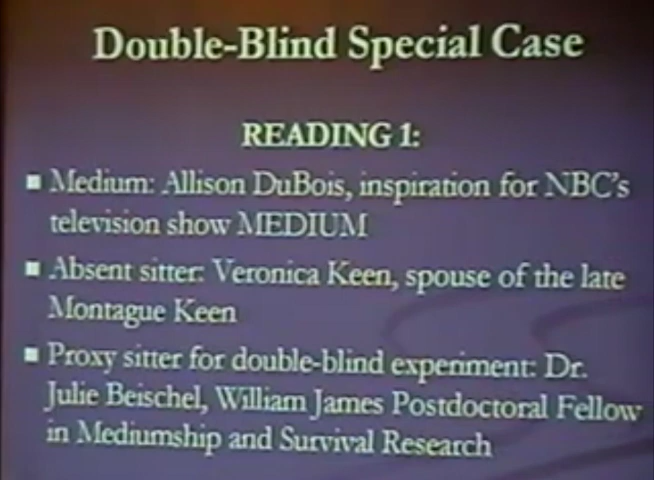 Double-Blind Special Case
READING 1:
Medium: Allison DuBois, inspiration for NBC's
television show MEDIUM
Absent sitter: Veronica Keen, spouse of the late
Montague Keen
Proxy sitter for double-blind experiment: Dr.
Julie Beischel, William James Postdoctoral Fellow
in Mediumship and Survival Research